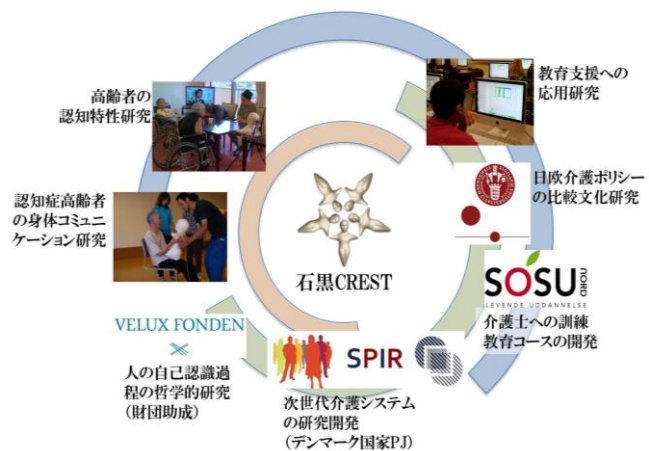 高齢者の
認知特性研究
教育支援への
応用研究
認知症高齢者
の身体コミュニ
ケーション研究
日欧介護ポリシー
の比較文化研究
石黒CREST
SOSU NORD
LEVENDE UDDANNELSE
介護士への訓練
教育コースの開発
VELUX FONDEN
人の自己認識過
程の哲学的研究
(財団助成)
SPIR
次世代介護システム
の研究開発
(デンマーク国家PJ)